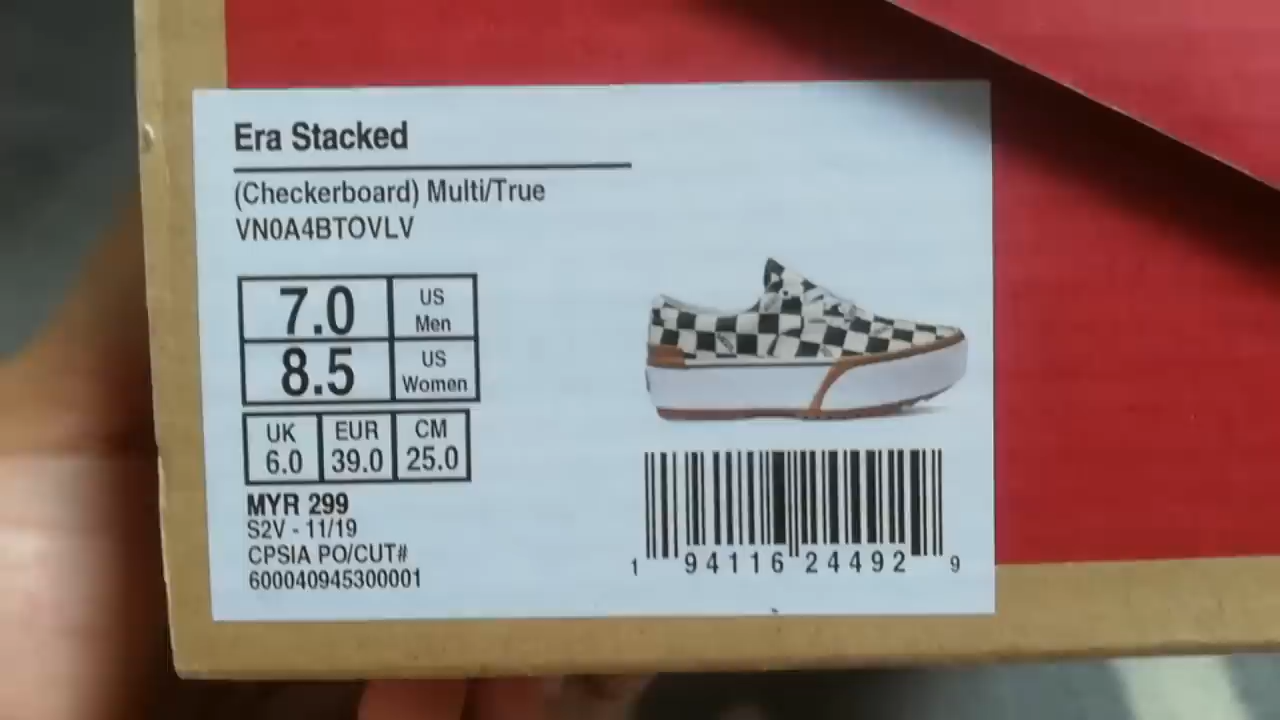 Era Stacked
(Checkerboard) Multi/True
VN0A4BTOVLV
7.0 US Men
8.5 US Women
UK EUR CM
6.0 39.0 25.0
MYR 299
S2V - 11/19
CPSIA PO/CUT#
600040945300001
1 94116 24492 9